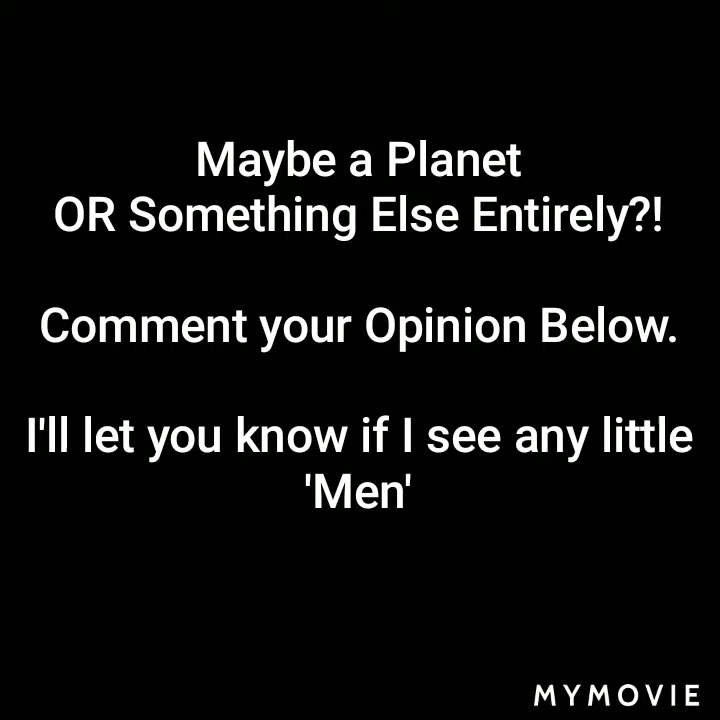 Maybe a Planet
OR Something Else Entirely?!
Comment your Opinion Below.
I'll let you know if I see any little
'Men'
MYMOVIE